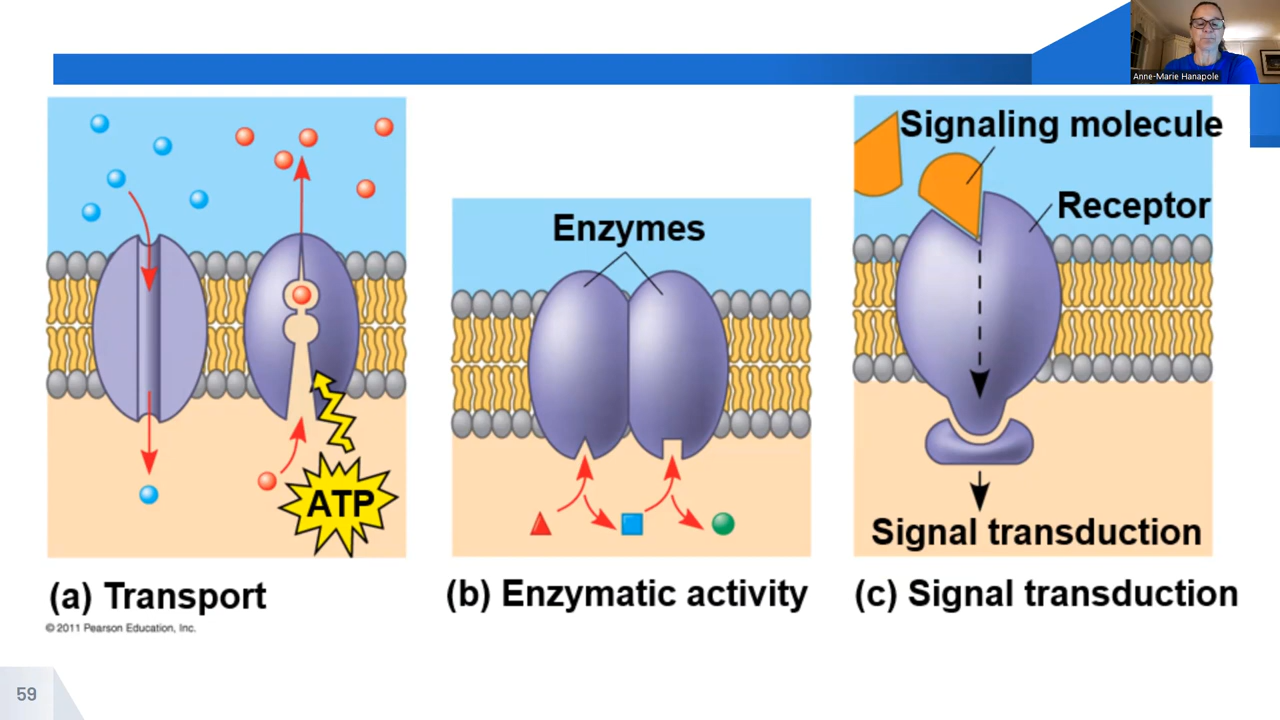 Anne-Marie Hanapole
Signaling molecule
Receptor
Enzymes
ATP
Signal transduction
(a) Transport
(b) Enzymatic activity
(c) Signal transduction
© 2011 Pearson Education, Inc.
59